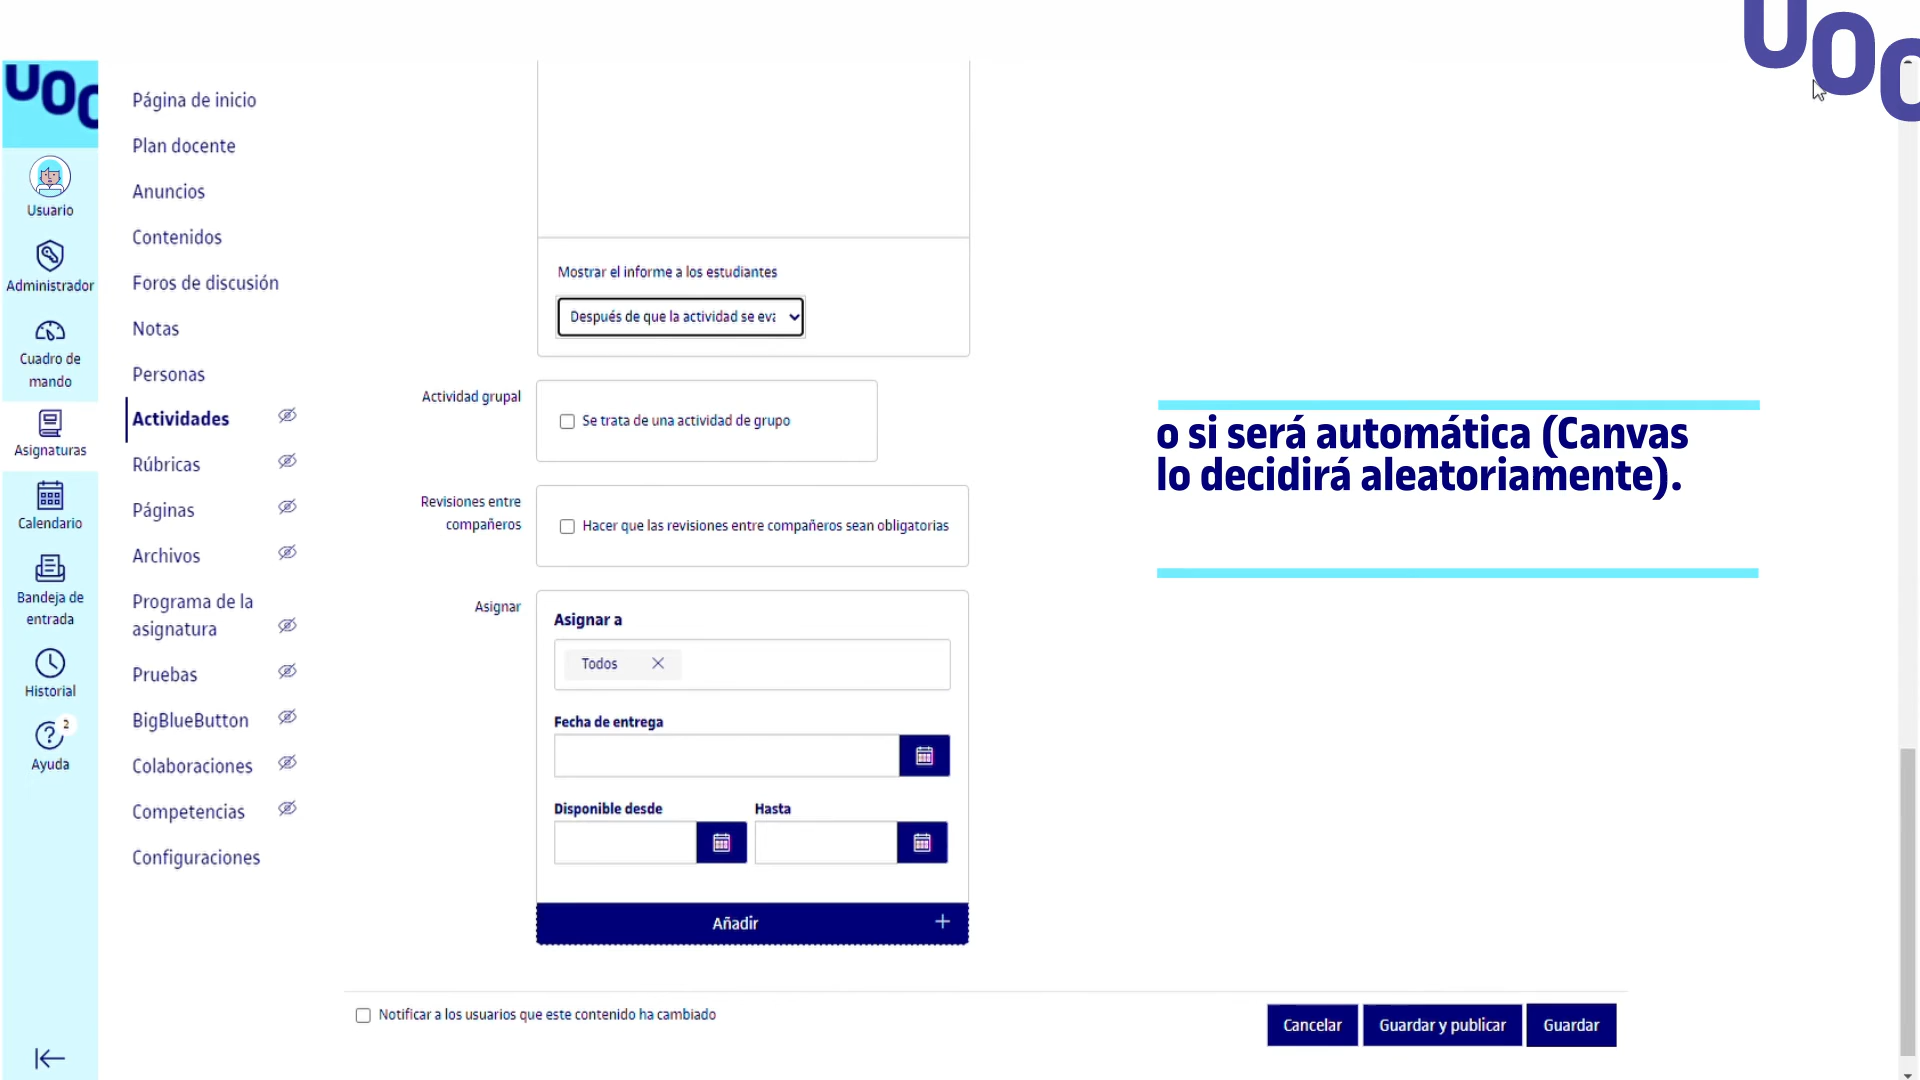 UOC
UOC
Usuario
Administrador
Cuadro de
mando
Asignaturas
Calendario
Bandeja de
entrada
Historial
2
Ayuda
Página de inicio
Plan docente
Anuncios
Contenidos
Foros de discusión
Notas
Personas
Actividades
Rúbricas
Páginas
Archivos
Programa de la
asignatura
Pruebas
BigBlueButton
Colaboraciones
Competencias
Configuraciones
Mostrar el informe a los estudiantes
Después de que la actividad se eva
Actividad grupal
Se trata de una actividad de grupo
Revisiones entre
compañeros
Hacer que las revisiones entre compañeros sean obligatorias
Asignar
Asignar a
Todos
Fecha de entrega
Disponible desde Hasta
Añadir
Notificar a los usuarios que este contenido ha cambiado
Cancelar Guardar y publicar Guardar
o si será automática (Canvas
lo decidirá aleatoriamente).